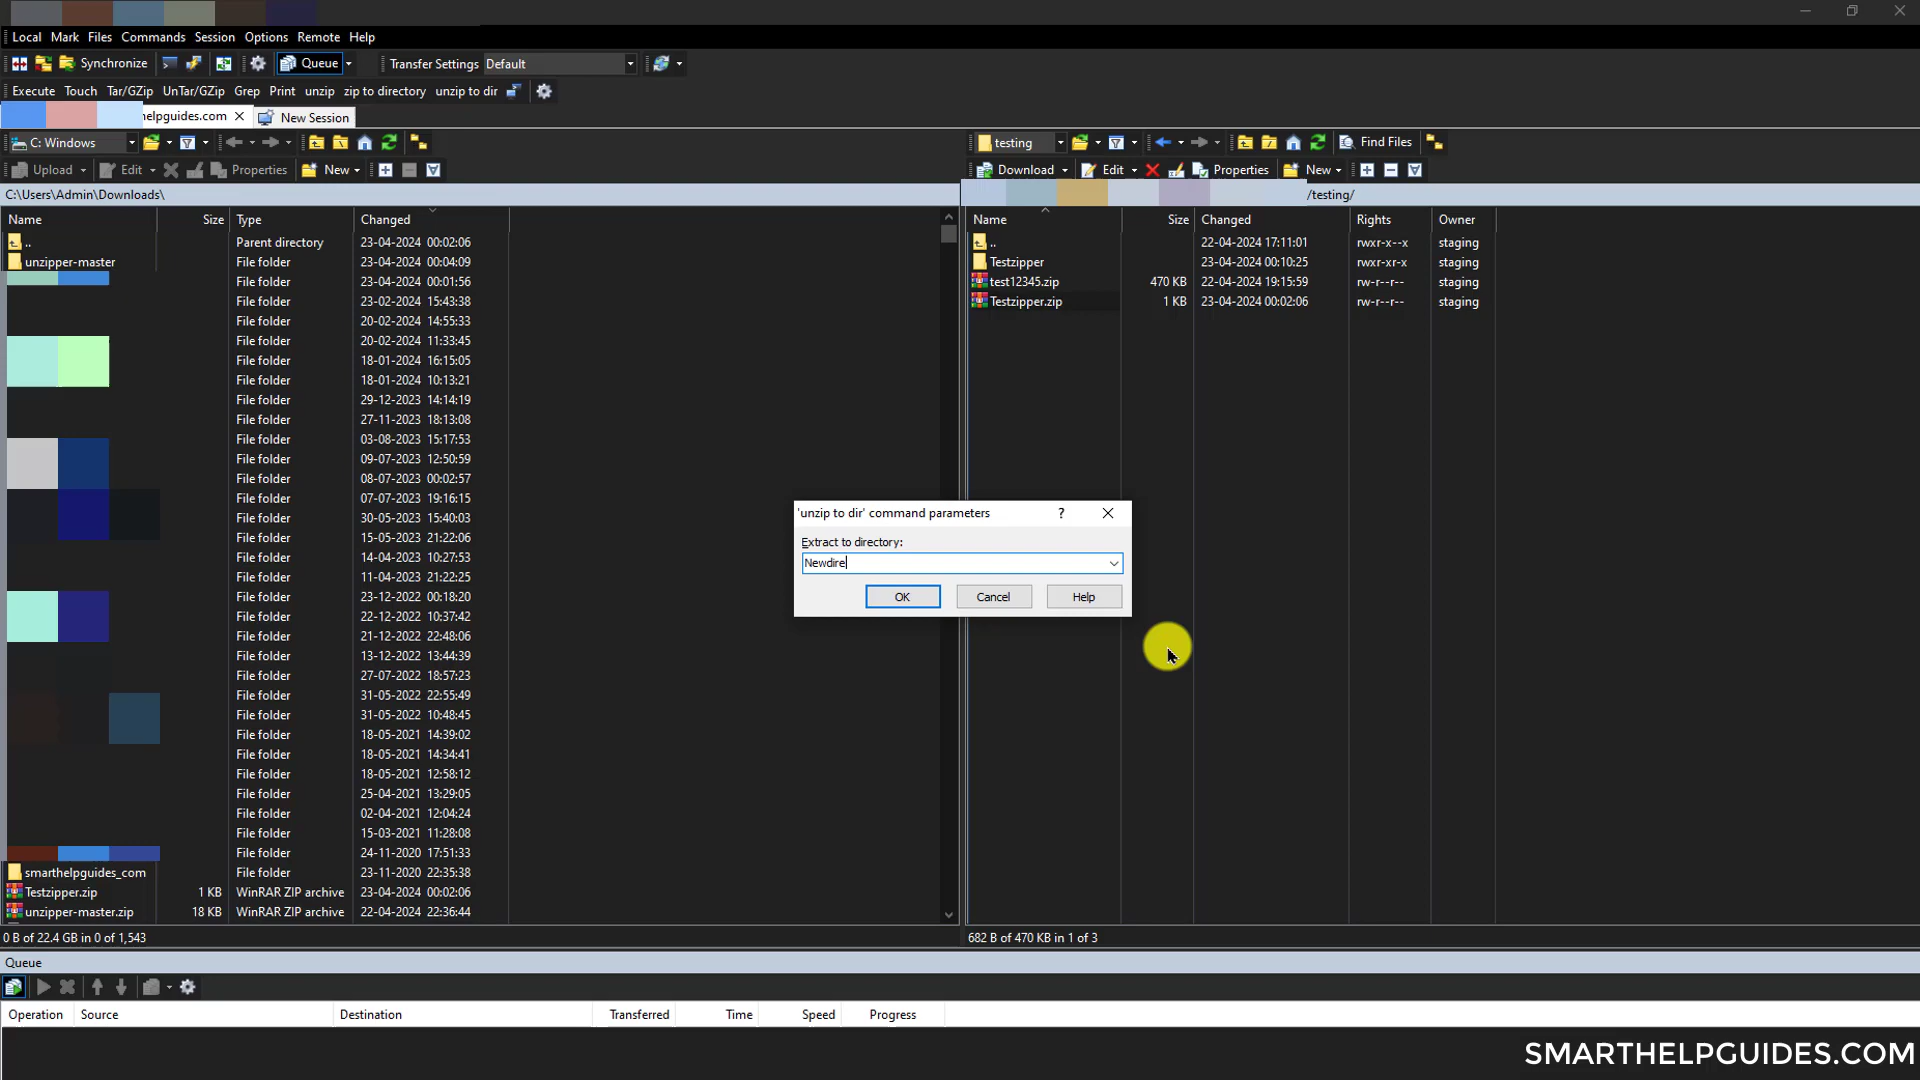 Local Mark Files Commands Session Options Remote Help
Synchronize Queue Transfer Settings Default
Execute Touch Tar/GZip UnTar/GZip Grep Print unzip zip to directory unzip to dir
helpguides.com New Session
C: Windows
Upload Edit Properties New
C:\Users\Admin\Downloads\
Name Size Type Changed
.. Parent directory 23-04-2024 00:02:06
unzipper-master File folder 23-04-2024 00:04:09
File folder 23-04-2024 00:01:56
File folder 23-02-2024 15:43:38
File folder 20-02-2024 14:55:33
File folder 20-02-2024 11:33:45
File folder 18-01-2024 16:15:05
File folder 18-01-2024 10:13:21
File folder 29-12-2023 14:14:19
File folder 27-11-2023 18:13:08
File folder 03-08-2023 15:17:53
File folder 09-07-2023 12:50:59
File folder 08-07-2023 00:02:57
File folder 07-07-2023 19:16:15
File folder 30-05-2023 15:40:03
File folder 15-05-2023 21:22:06
File folder 14-04-2023 10:27:53
File folder 11-04-2023 21:22:25
File folder 23-12-2022 00:18:20
File folder 22-12-2022 10:37:42
File folder 21-12-2022 22:48:06
File folder 13-12-2022 13:44:39
File folder 27-07-2022 18:57:23
File folder 31-05-2022 22:55:49
File folder 31-05-2022 10:48:45
File folder 18-05-2021 14:39:02
File folder 18-05-2021 14:34:41
File folder 18-05-2021 12:58:12
File folder 25-04-2021 13:29:05
File folder 02-04-2021 12:04:24
File folder 15-03-2021 11:28:08
File folder 24-11-2020 17:51:33
smarthelpguides_com File folder 23-11-2020 22:35:38
Testzipper.zip 1 KB WinRAR ZIP archive 23-04-2024 00:02:06
unzipper-master.zip 18 KB WinRAR ZIP archive 22-04-2024 22:36:44
0 B of 22.4 GB in 0 of 1,543
testing Find Files
Download Edit Properties New
/testing/
Name Size Changed Rights Owner
.. 22-04-2024 17:11:01 rwxr-x--x staging
Testzipper 23-04-2024 00:10:25 rwxr-xr-x staging
test12345.zip 470 KB 22-04-2024 19:15:59 rw-r--r-- staging
Testzipper.zip 1 KB 23-04-2024 00:02:06 rw-r--r-- staging
682 B of 470 KB in 1 of 3
'unzip to dir' command parameters ?
Extract to directory:
Newdire
OK Cancel Help
Queue
Operation Source Destination Transferred Time Speed Progress
SMARTHELPGUIDES.COM